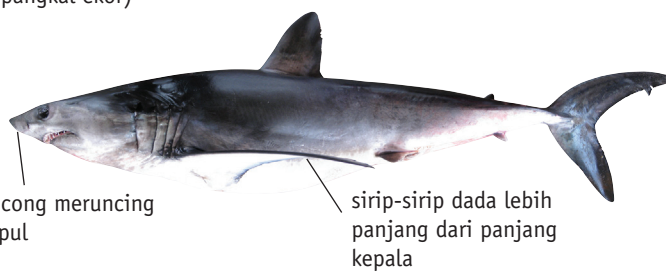 pangkal ekor)
cong meruncing
pul
sirip-sirip dada lebih
panjang dari panjang
kepala